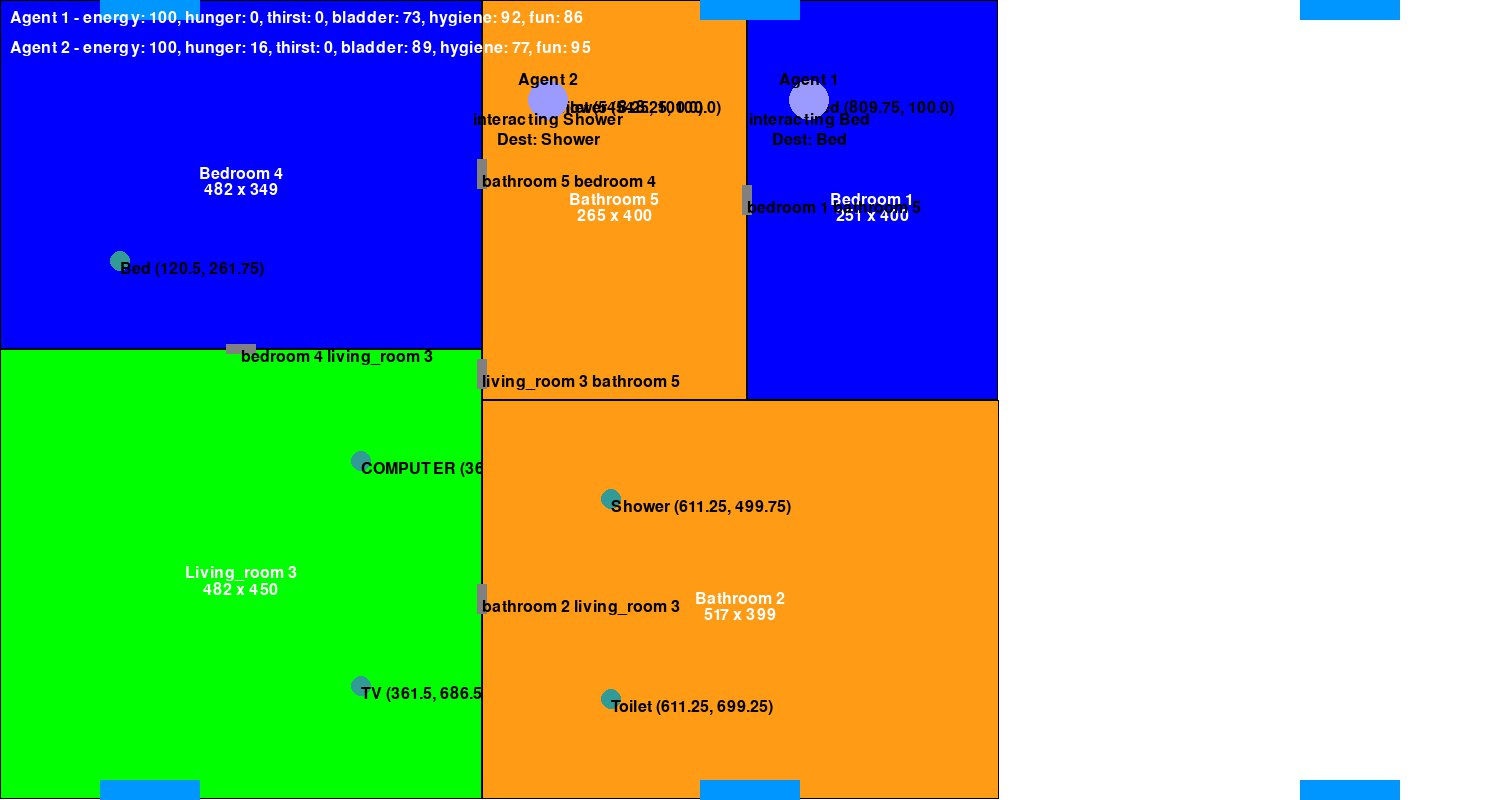 Agent 1 - energy: 100, hunger: 0, thirst: 0, bladder: 73, hygiene: 92, fun: 86
Agent 2 - energy: 100, hunger: 16, thirst: 0, bladder: 89, hygiene: 77, fun: 95
Agent 2
Agent 1
(809.75, 100.0)
interacting Shower
interacting Bed
Dest: Shower
Dest: Bed
Bedroom 4
482 x 349
bathroom 5 bedroom 4
Bathroom 5
265 x 400
Bedroom 1
bedroom 1 bathroom 5
251 x 400
Bed (120.5, 261.75)
bedroom 4 living_room 3
living_room 3 bathroom 5
COMPUTER (36
Shower (611.25, 499.75)
Living_room 3
482 x 450
bathroom 2 living_room 3
Bathroom 2
517 x 399
TV (361.5, 686.5
Toilet (611.25, 699.25)